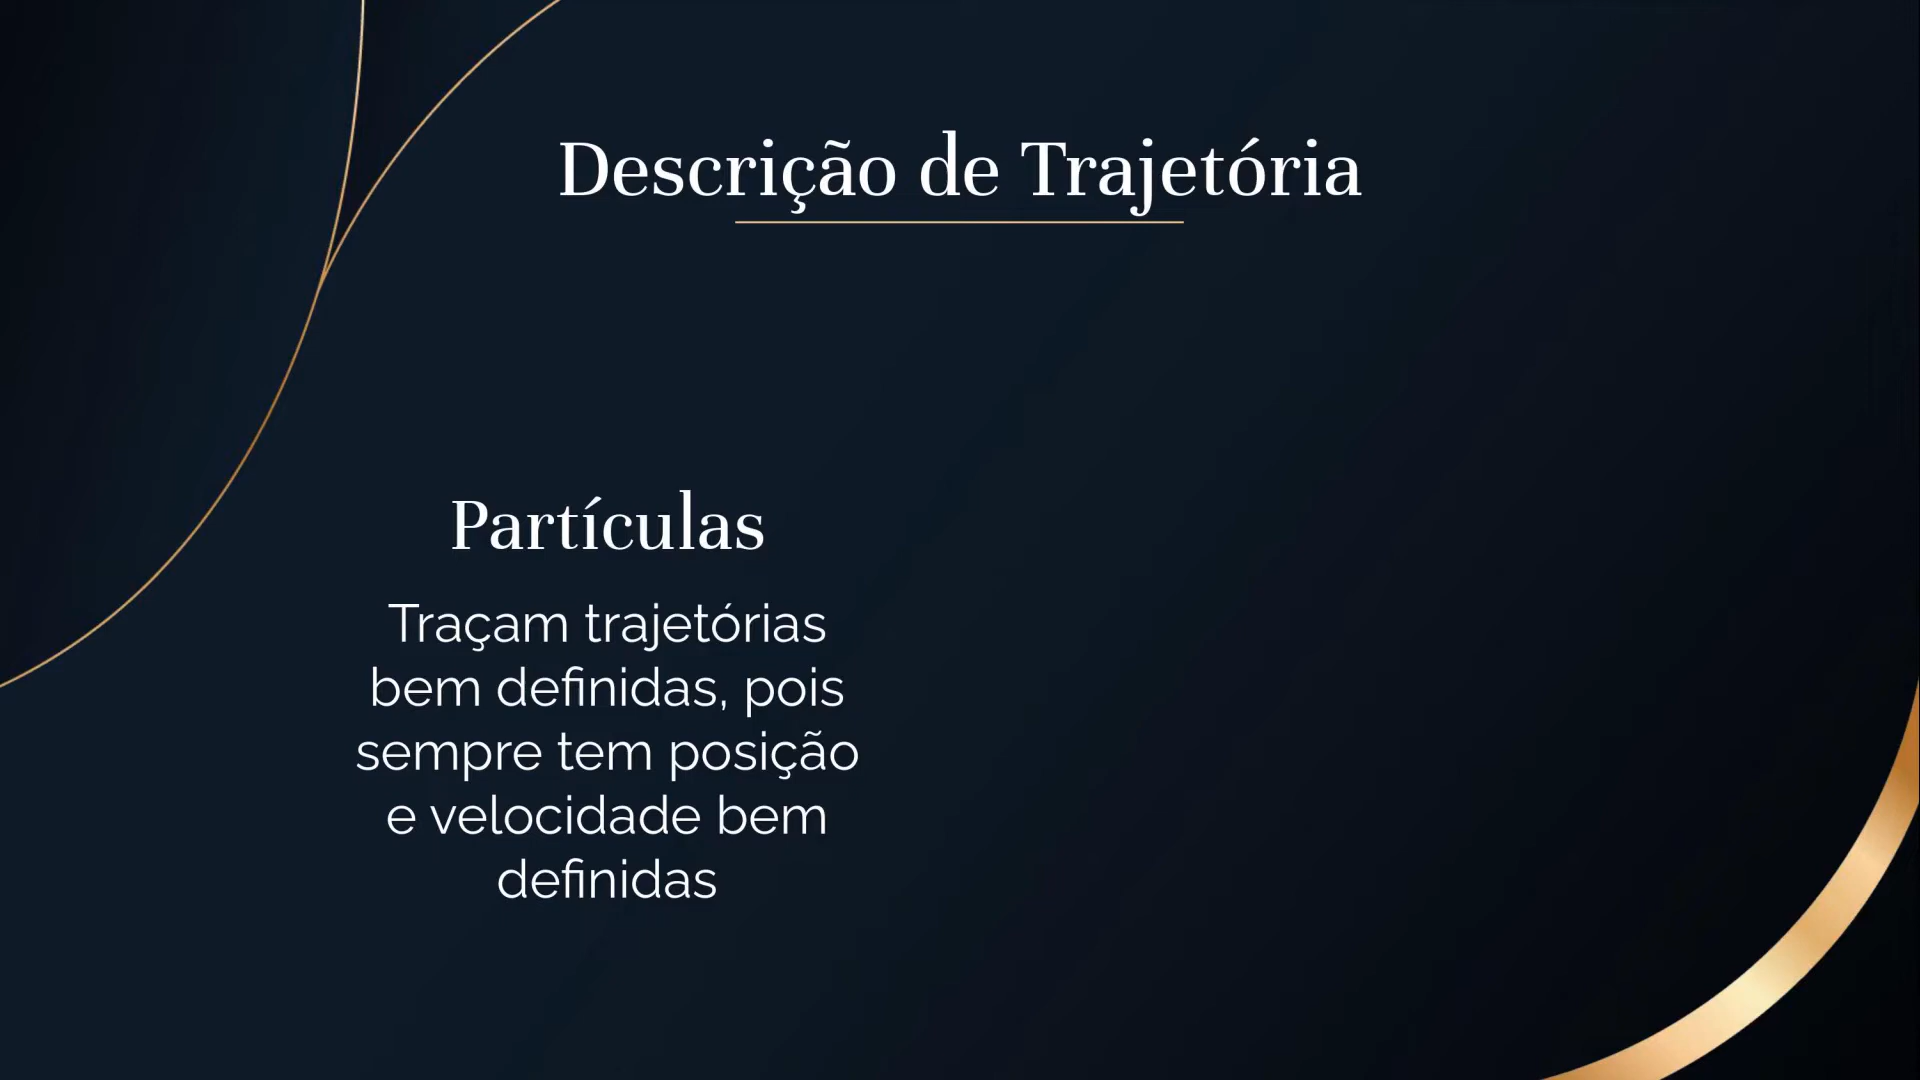 Descrição de Trajetória
Partículas
Traçam trajetórias
bem definidas, pois
sempre tem posição
e velocidade bem
definidas